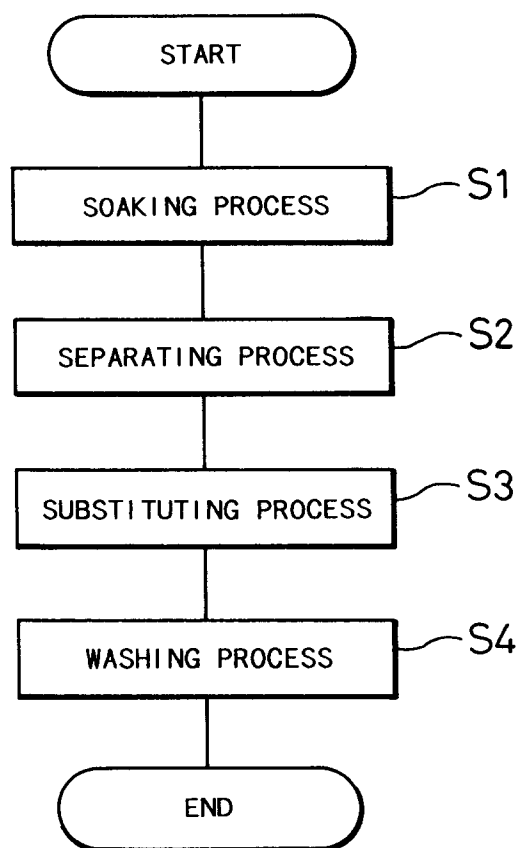 START
SOAKING PROCESS S1
SEPARATING PROCESS S2
SUBSTITUTING PROCESS S3
WASHING PROCESS S4
END